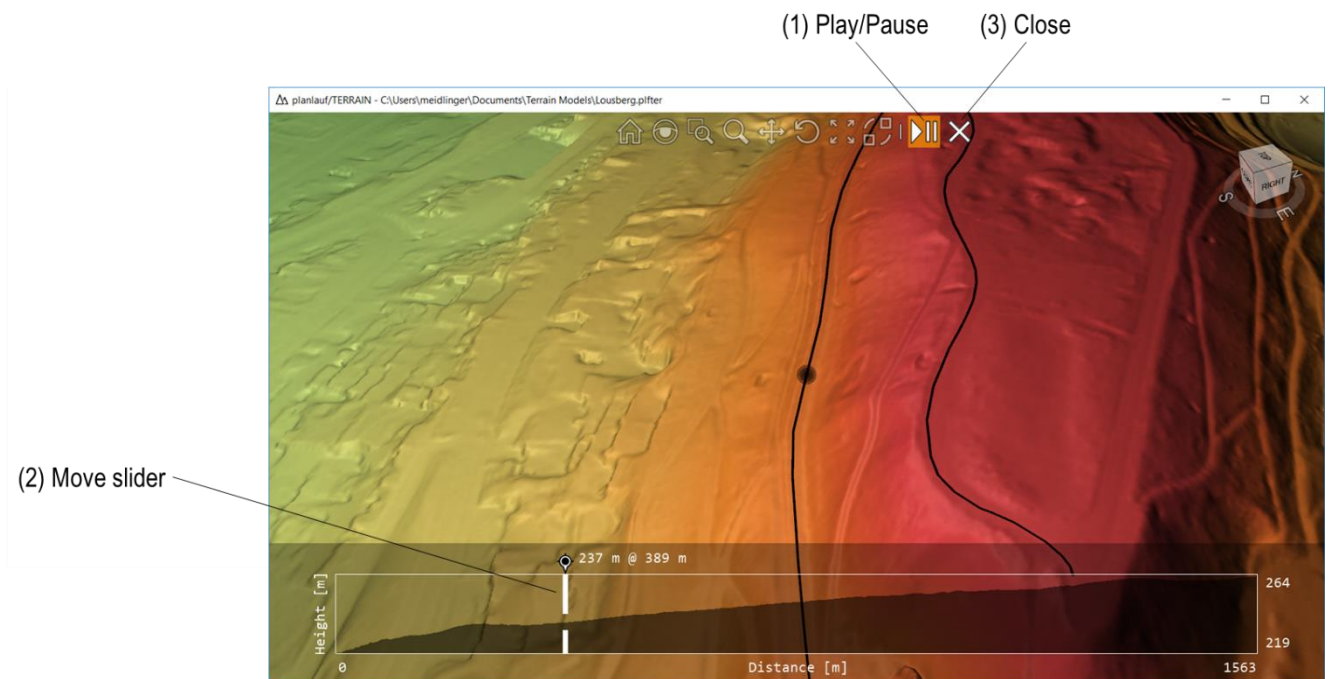 (1) Play/Pause
(3) Close
planlauf/TERRAIN - C:\Users\meidlinger\Documents\Terrain Models\Lousberg.plfter
TOP
RIGHT
N
S
E
(2) Move slider
237 m @ 389 m
Height [m]
264
219
0
Distance [m]
1563